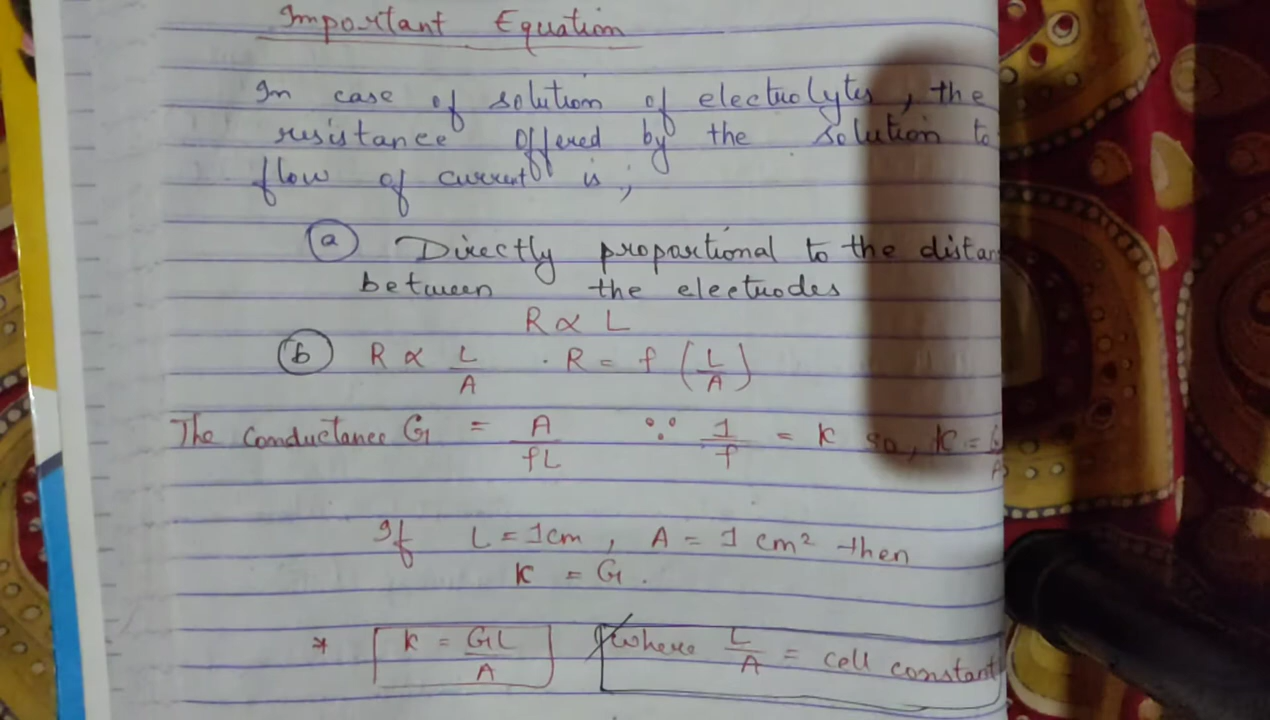 Important Equation
In case of solution of electrolytes, the
resistance offered by the solution to
flow of current is ;
(a) Directly proportional to the distan
between the electrodes
R ∝ L
(b) R ∝ L/A . R = f (L/A)
The Conductance G = A/fL ∵ 1/f = K so, K = G
If L = 1cm, A = 1 cm² then
K = G.
* K = GL/A where L/A = cell constant